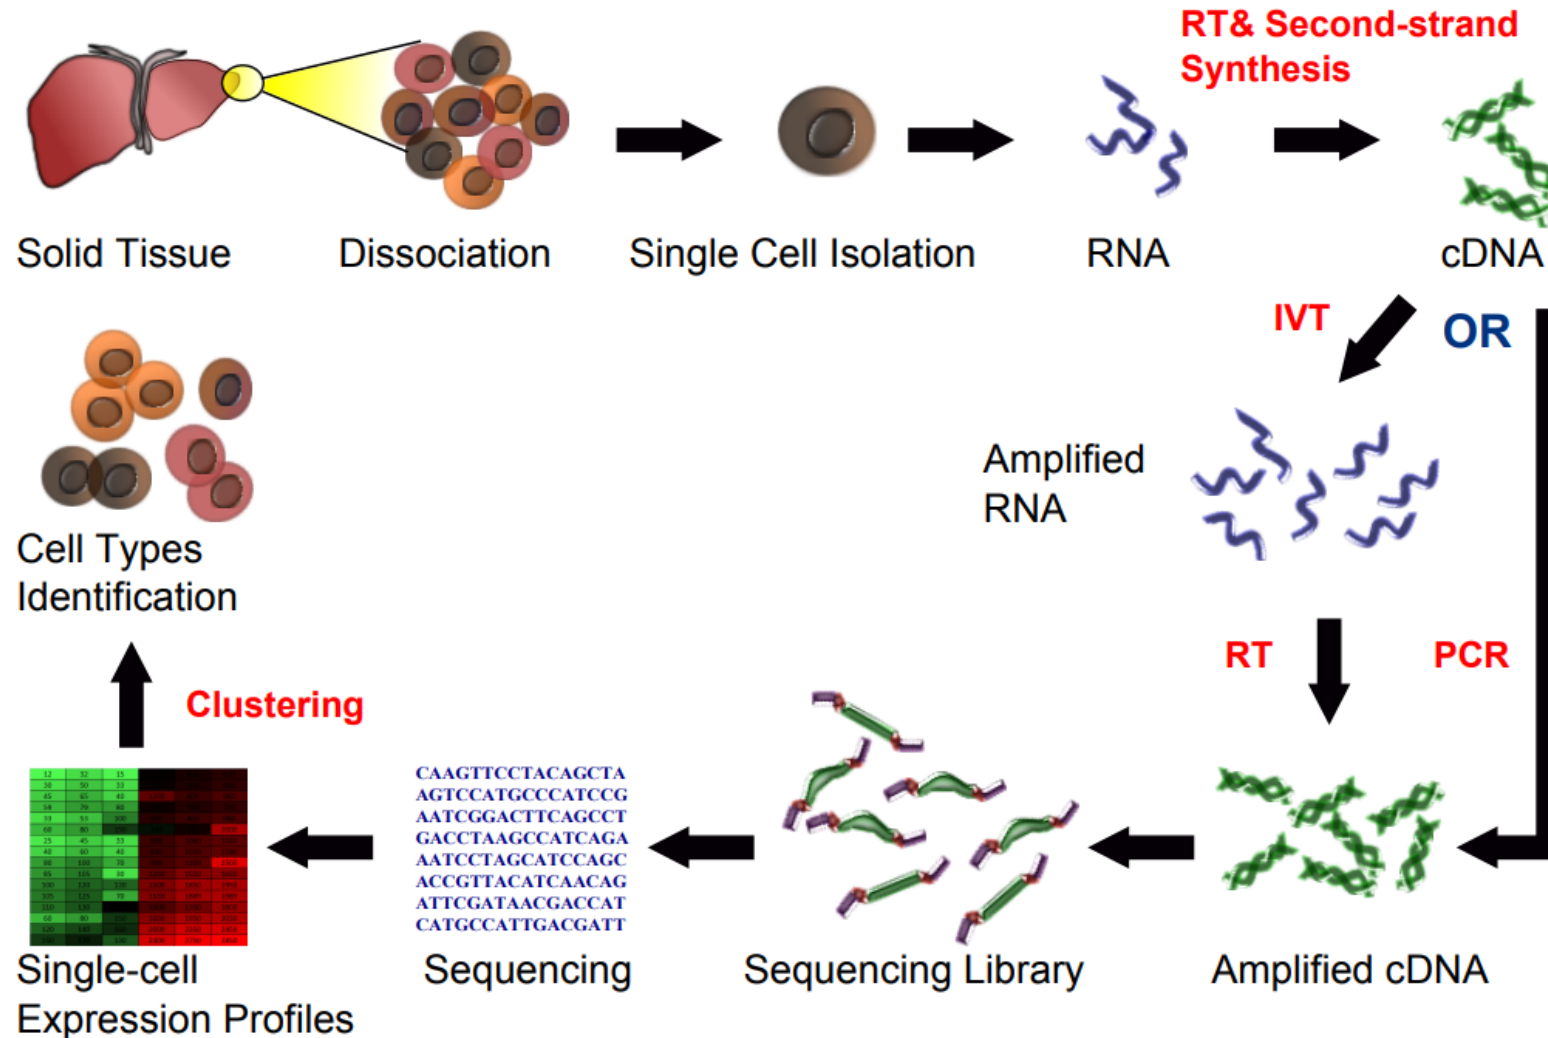 RT& Second-strand
Synthesis
Solid Tissue
Dissociation
Single Cell Isolation
RNA
cDNA
IVT
OR
Amplified
RNA
Cell Types
Identification
RT
PCR
Clustering
CAAGTTCCTACAGCTA
AGTCCATGCCCATCCG
AATCGGACTTCAGCCT
GACCTAAGCCATCAGA
AATCCTAGCATCCAGC
ACCGTTACATCAACAG
ATTCGATAACGACCAT
CATGCCATTGACGATT
Single-cell
Expression Profiles
Sequencing
Sequencing Library
Amplified cDNA